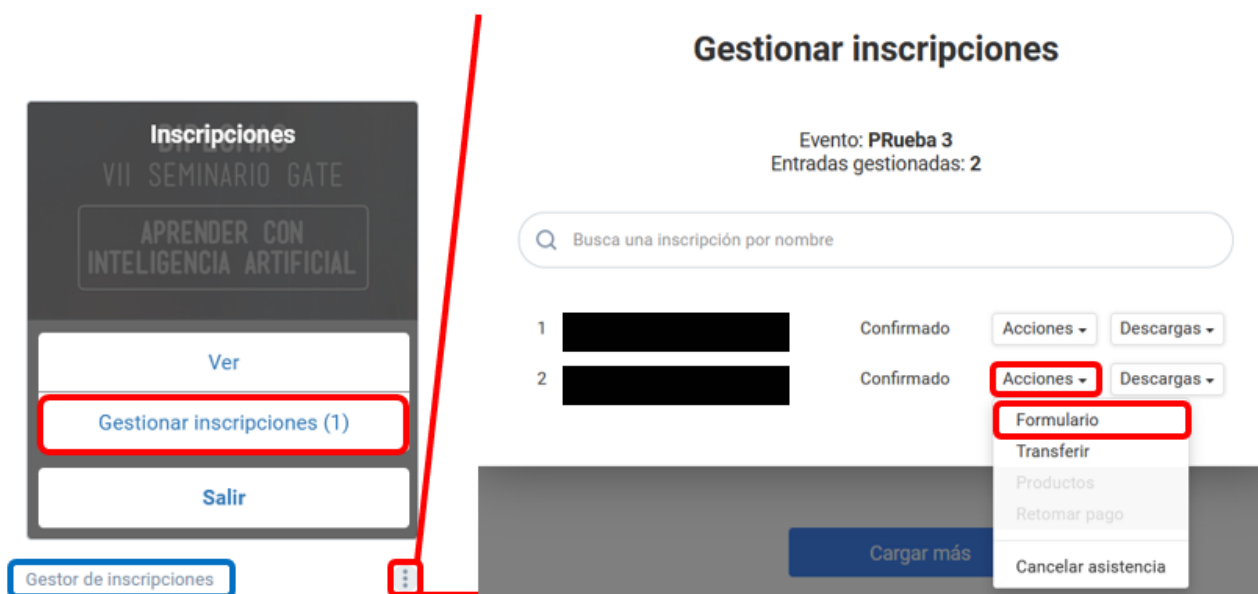 Inscripciones
DIPLOMAS
VII SEMINARIO GATE
APRENDER CON
INTELIGENCIA ARTIFICIAL
Ver
Gestionar inscripciones (1)
Salir
Gestor de inscripciones
Gestionar inscripciones
Evento: PRueba 3
Entradas gestionadas: 2
Busca una inscripción por nombre
1 Confirmado Acciones Descargas
2 Confirmado Acciones Descargas
Formulario
Transferir
Productos
Retomar pago
Cancelar asistencia
Cargar más